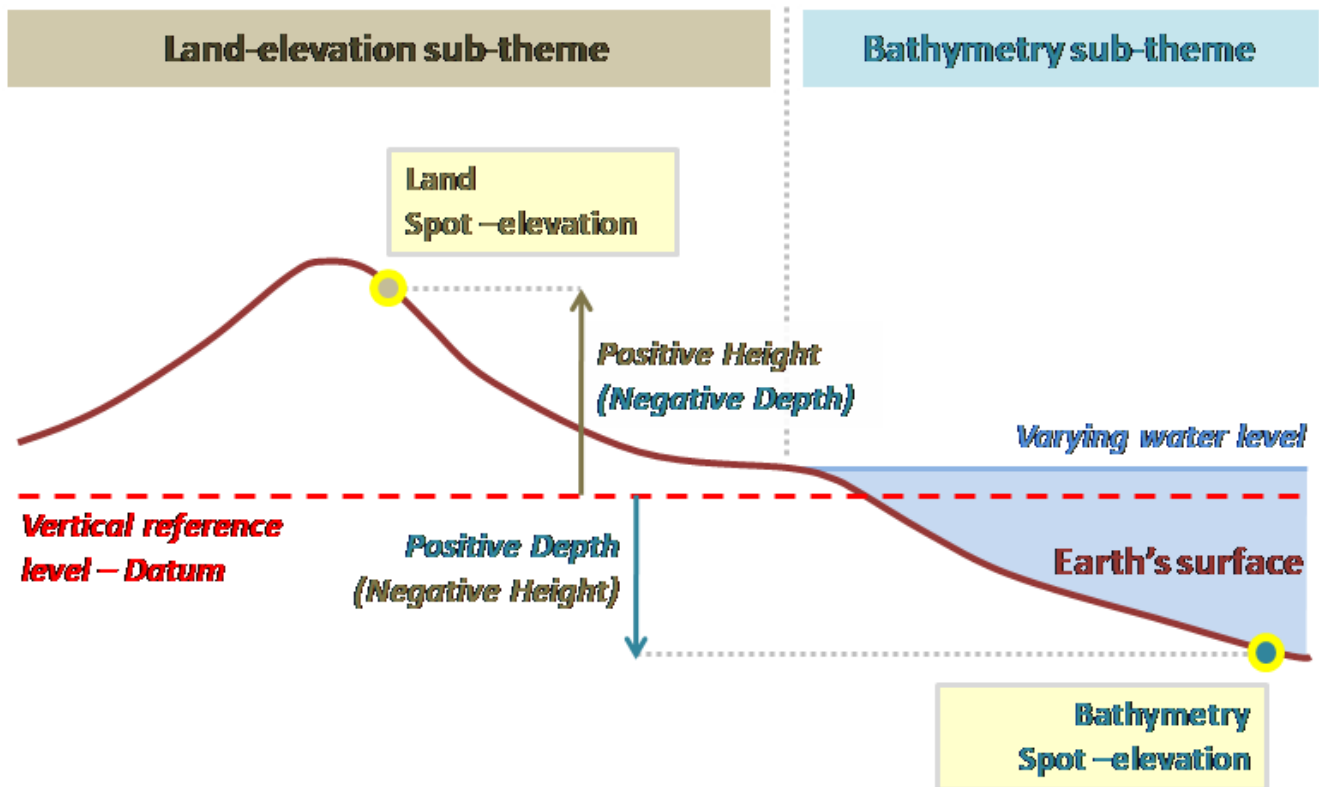 Land-elevation sub-theme
Bathymetry sub-theme
Land
Spot –elevation
Positive Height
(Negative Depth)
Varying water level
Vertical reference
level – Datum
Positive Depth
(Negative Height)
Earth's surface
Bathymetry
Spot –elevation